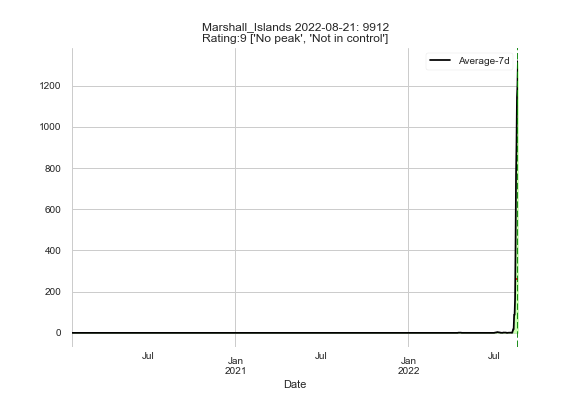 Marshall_Islands 2022-08-21: 9912
Rating:9 ['No peak', 'Not in control']
Average-7d
1200
1000
800
600
400
200
0
Jul
Jan
2021
Jul
Jan
2022
Jul
Date